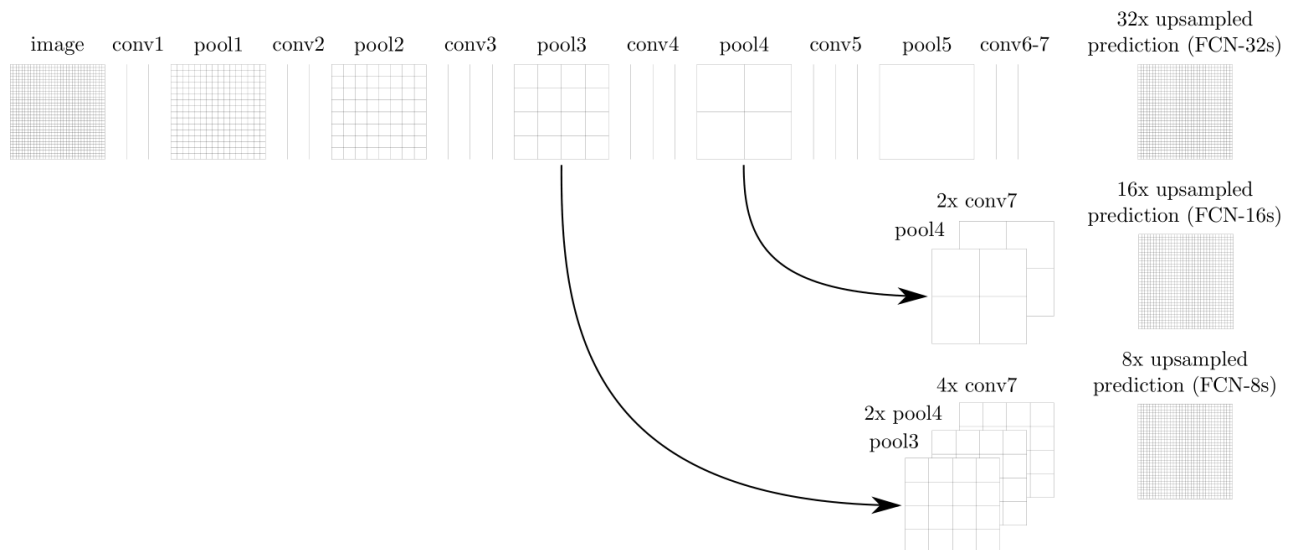 32x upsampled
image conv1 pool1 conv2 pool2 conv3 pool3 conv4 pool4 conv5 pool5 conv6-7 prediction (FCN-32s)
16x upsampled
2x conv7 prediction (FCN-16s)
pool4
8x upsampled
4x conv7 prediction (FCN-8s)
2x pool4
pool3